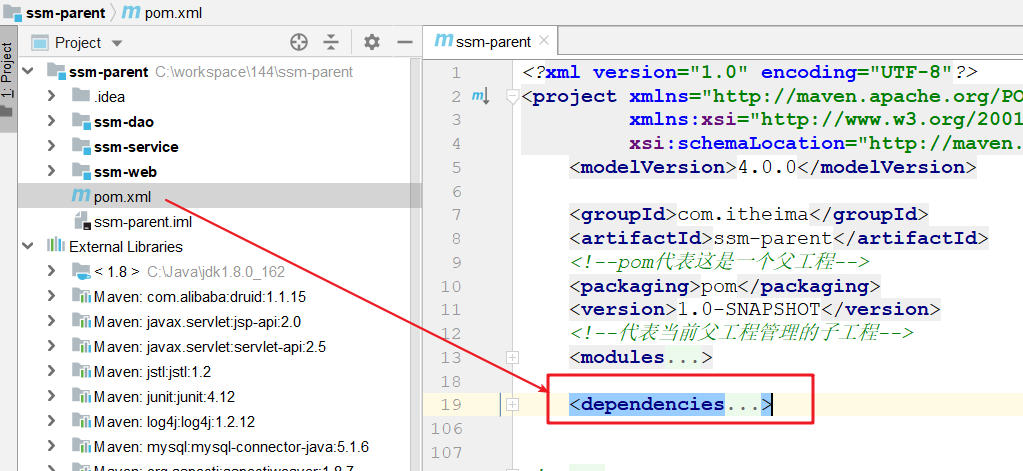 ssm-parent pom.xml
1: Project
Project
ssm-parent C:\workspace\144\ssm-parent
.idea
ssm-dao
ssm-service
ssm-web
pom.xml
ssm-parent.iml
External Libraries
< 1.8 > C:\Java\jdk1.8.0_162
Maven: com.alibaba:druid:1.1.15
Maven: javax.servlet:jsp-api:2.0
Maven: javax.servlet:servlet-api:2.5
Maven: jstl:jstl:1.2
Maven: junit:junit:4.12
Maven: log4j:log4j:1.2.12
Maven: mysql:mysql-connector-java:5.1.6
ssm-parent
1 <?xml version="1.0" encoding="UTF-8"?>
2 <project xmlns="http://maven.apache.org/PO
3 xmlns:xsi="http://www.w3.org/2001
4 xsi:schemaLocation="http://maven.
5 <modelVersion>4.0.0</modelVersion>
6
7 <groupId>com.itheima</groupId>
8 <artifactId>ssm-parent</artifactId>
9 <!--pom代表这是一个父工程-->
10 <packaging>pom</packaging>
11 <version>1.0-SNAPSHOT</version>
12 <!--代表当前父工程管理的子工程-->
13 <modules...>
18
19 <dependencies...>
106
107